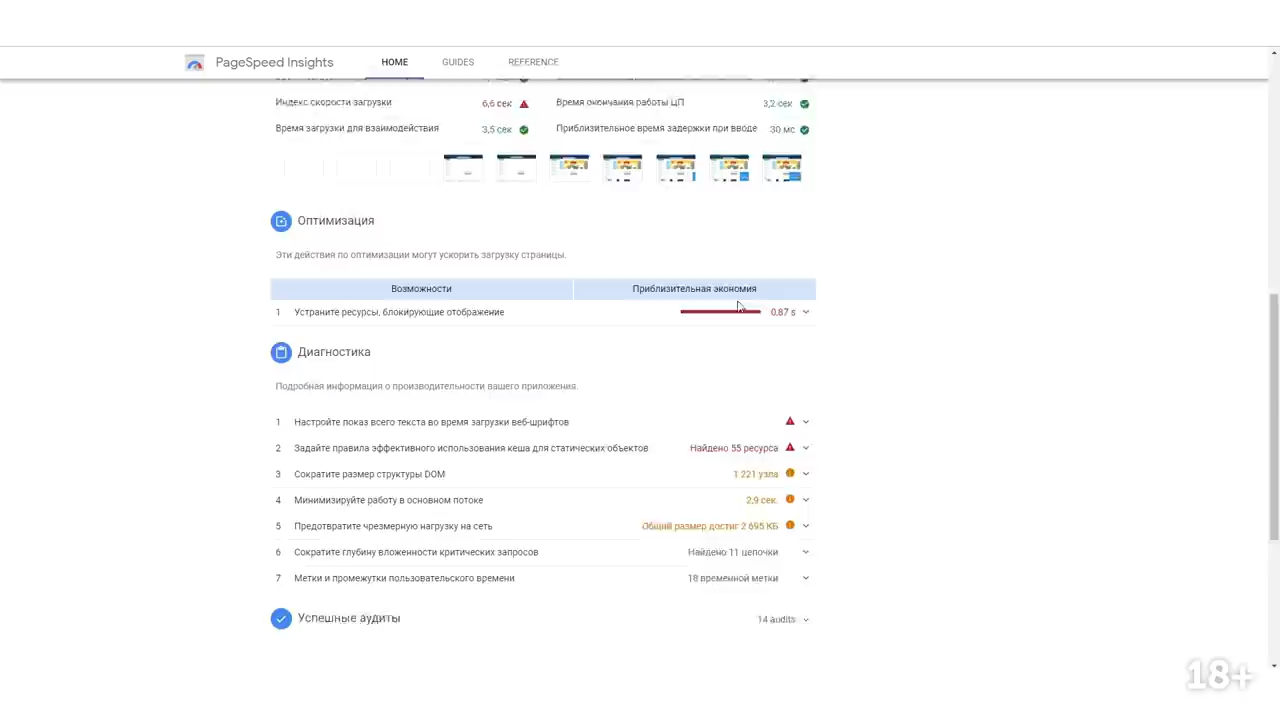 PageSpeed Insights HOME GUIDES REFERENCE
Индекс скорости загрузки 6,6 сек Время окончания работы ЦП 3,2 сек
Время загрузки для взаимодействия 3,5 сек Приблизительное время задержки при вводе 30 мс
Оптимизация
Эти действия по оптимизации могут ускорить загрузку страницы.
Возможности Приблизительная экономия
1 Устраните ресурсы, блокирующие отображение 0,87 s
Диагностика
Подробная информация о производительности вашего приложения.
1 Настройте показ всего текста во время загрузки веб-шрифтов
2 Задайте правила эффективного использования кеша для статических объектов Найдено 55 ресурса
3 Сократите размер структуры DOM 1 221 узла
4 Минимизируйте работу в основном потоке 2,9 сек.
5 Предотвратите чрезмерную нагрузку на сеть Общий размер достиг 2 695 КБ
6 Сократите глубину вложенности критических запросов Найдено 11 цепочки
7 Метки и промежутки пользовательского времени 18 временной метки
Успешные аудиты 14 audits
18+